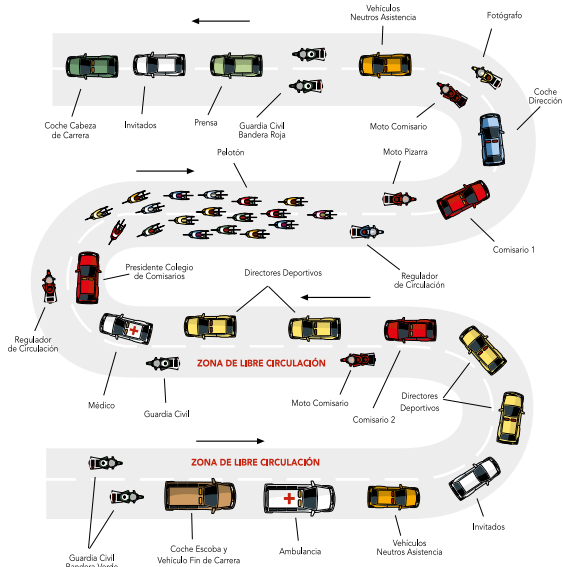 Vehículos
Neutros Asistencia
Fotógrafo
Coche
Dirección
Coche Cabeza
de Carrera
Invitados
Prensa
Guardia Civil
Bandera Roja
Moto Comisario
Pelotón
Moto Pizarra
Comisario 1
Presidente Colegio
de Comisarios
Directores Deportivos
Regulador
de Circulación
Regulador
de Circulación
ZONA DE LIBRE CIRCULACIÓN
Médico
Guardia Civil
Moto Comisario
Comisario 2
Directores
Deportivos
ZONA DE LIBRE CIRCULACIÓN
Invitados
Guardia Civil
Bandera Verde
Coche Escoba y
Vehículo Fin de Carrera
Ambulancia
Vehículos
Neutros Asistencia